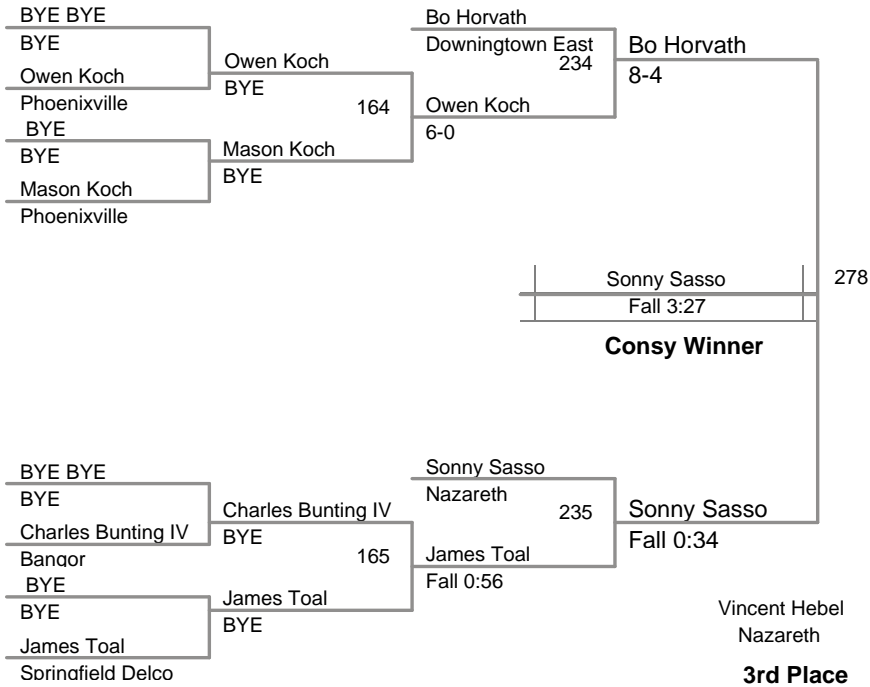 BYE BYE
BYE
Owen Koch
Phoenixville
BYE
BYE
Mason Koch
Phoenixville
Owen Koch
BYE
164
Mason Koch
BYE
Bo Horvath
Downingtown East
234
Owen Koch
6-0
Bo Horvath
8-4
Sonny Sasso
278
Fall 3:27
Consy Winner
BYE BYE
BYE
Charles Bunting IV
Bangor
BYE
BYE
James Toal
Springfield Delco
Charles Bunting IV
BYE
165
James Toal
BYE
Sonny Sasso
Nazareth
235
James Toal
Fall 0:56
Sonny Sasso
Fall 0:34
Vincent Hebel
Nazareth
3rd Place